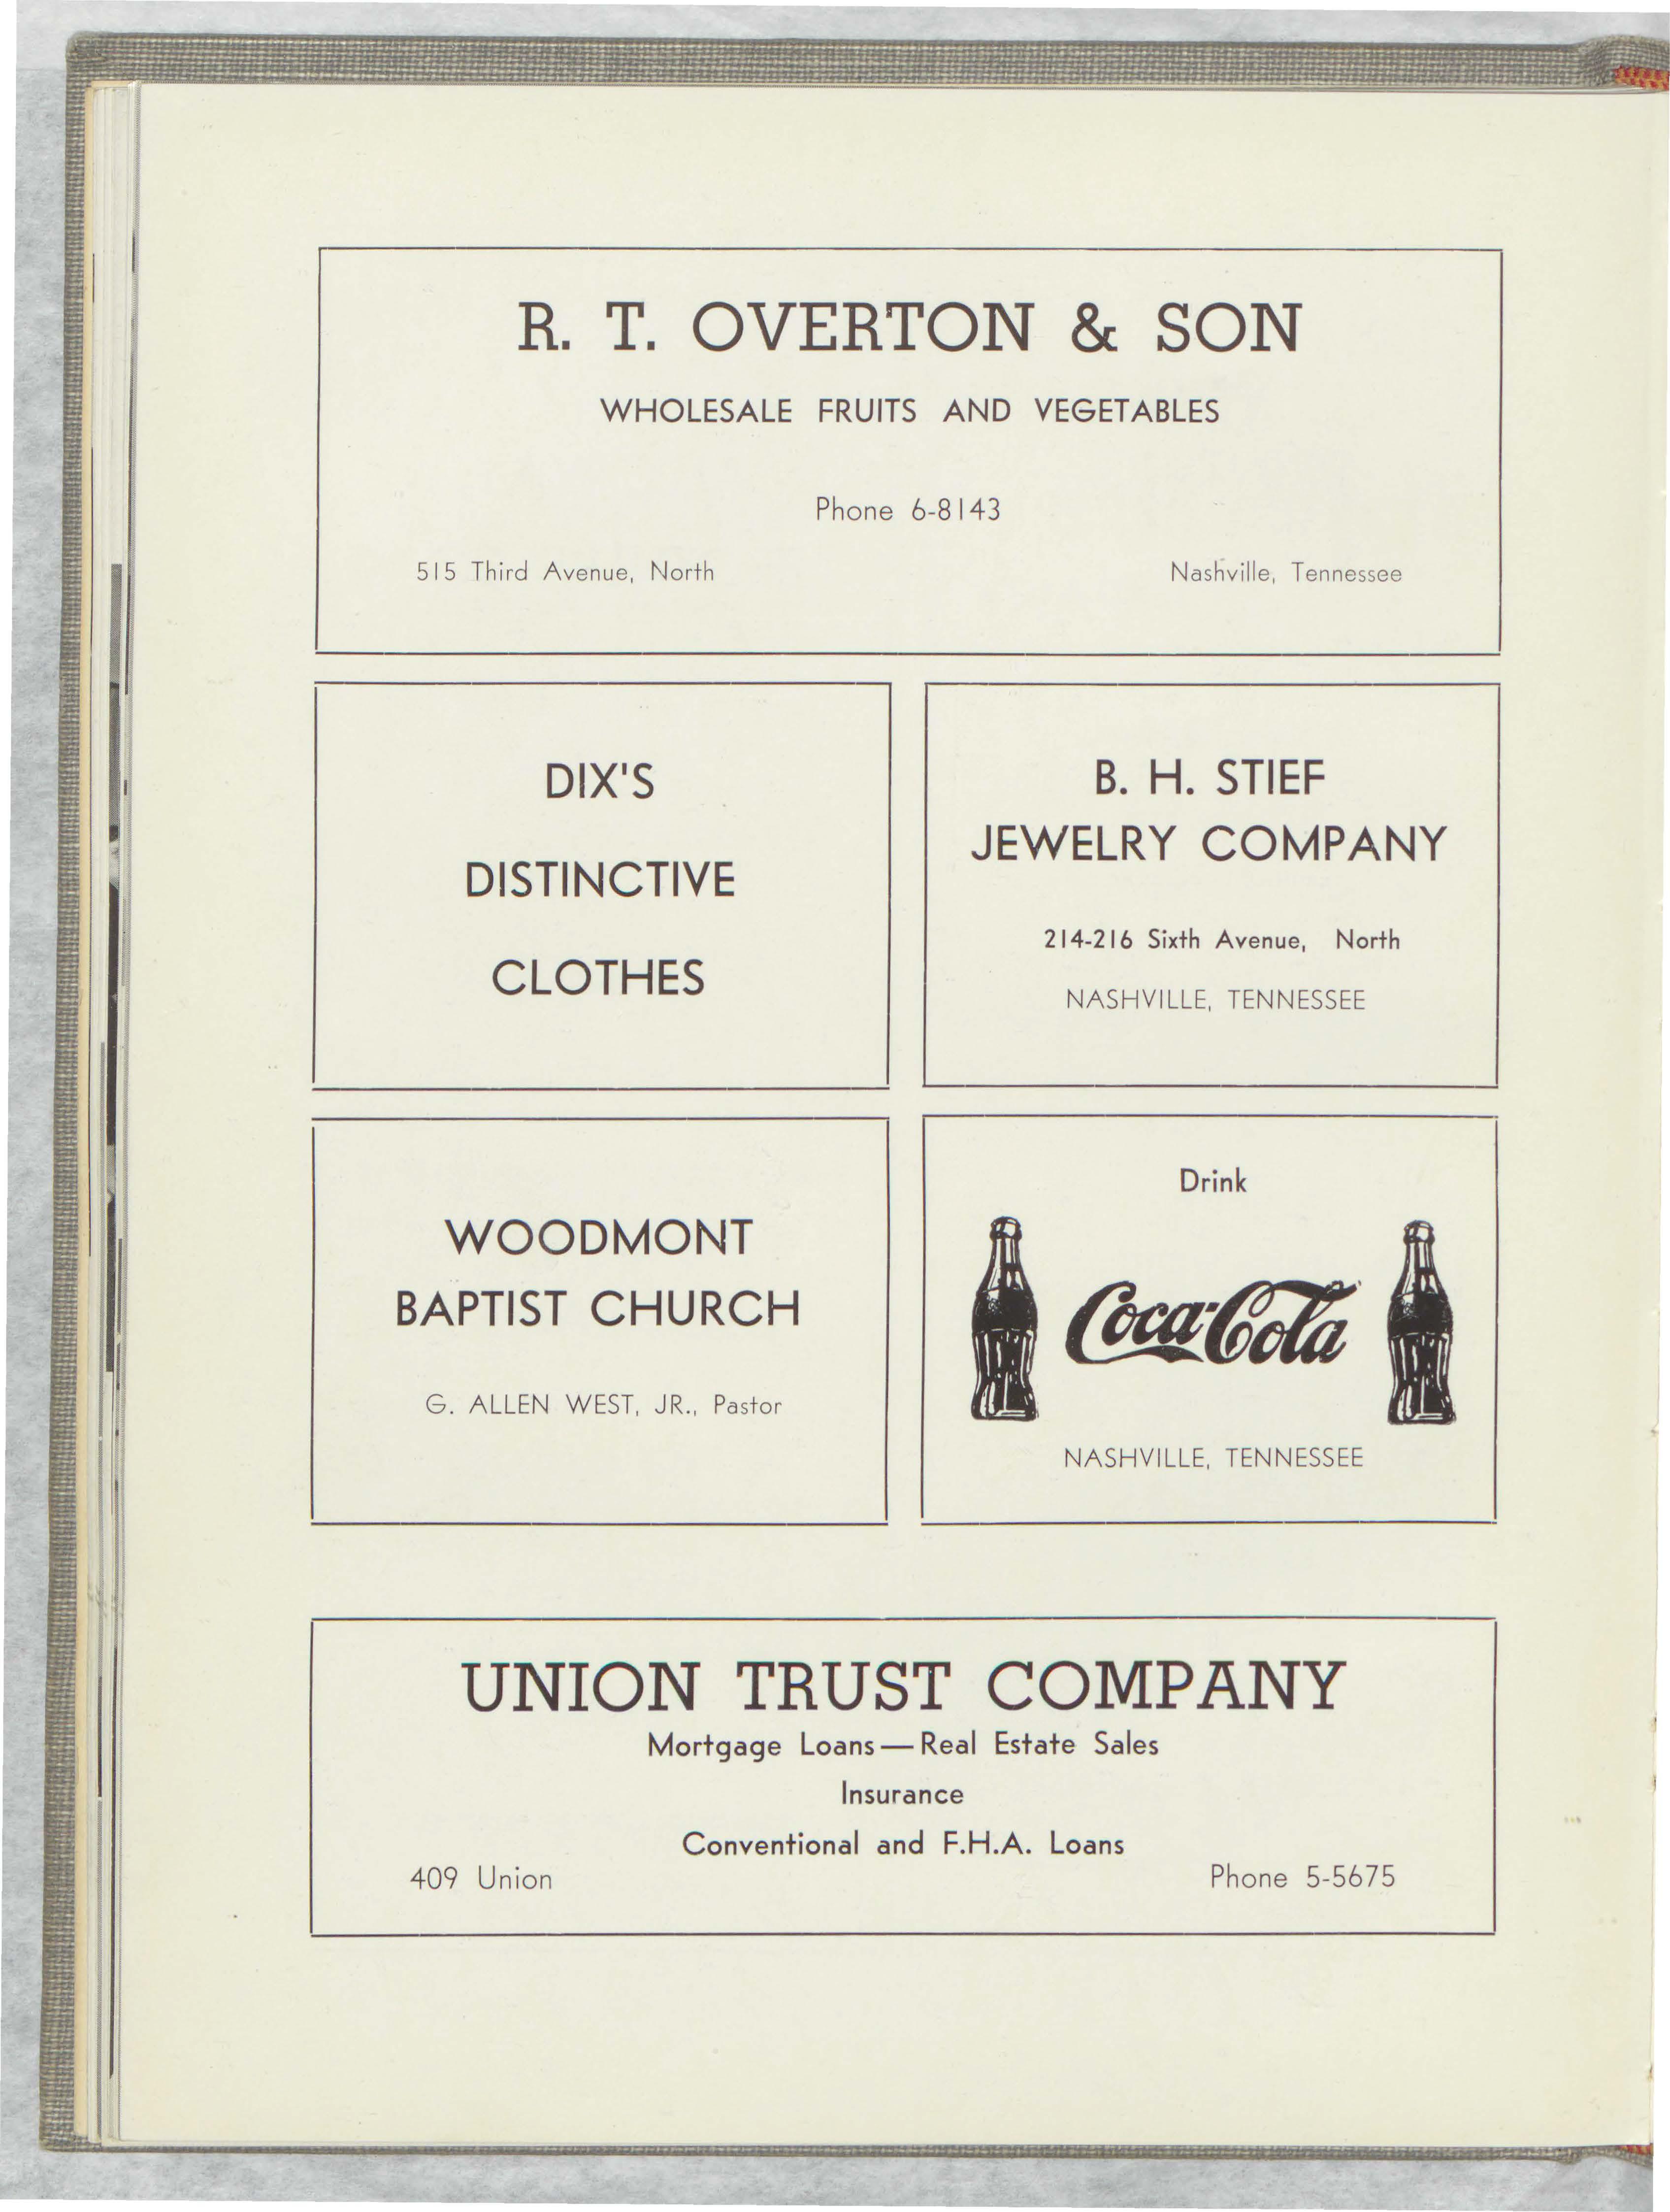 R. T. OVERTON & SON
WHOLESALE FRUITS AND VEGETABLES
Phone 6-8143
515 Third Avenue, North
Nashville, Tennessee
DIX'S
DISTINCTIVE
CLOTHES
B. H. STIEF
JEWELRY COMPANY
214-216 Sixth Avenue, North
NASHVILLE, TENNESSEE
WOODMONT
BAPTIST CHURCH
G. ALLEN WEST, JR., Pastor
Drink
Coca-Cola
NASHVILLE, TENNESSEE
UNION TRUST COMPANY
Mortgage Loans—Real Estate Sales
Insurance
Conventional and F.H.A. Loans
409 Union
Phone 5-5675